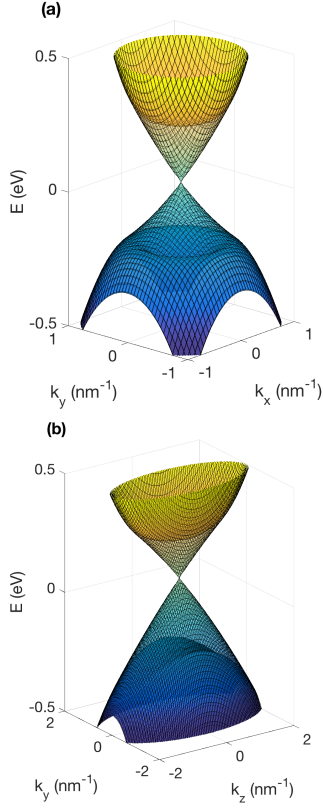 (a)
0.5
0
-0.5
E (eV)
1
0
-1
k_y (nm^-1)
-1
0
1
k_x (nm^-1)
(b)
0.5
0
-0.5
E (eV)
2
0
-2
k_y (nm^-1)
-2
0
2
k_z (nm^-1)